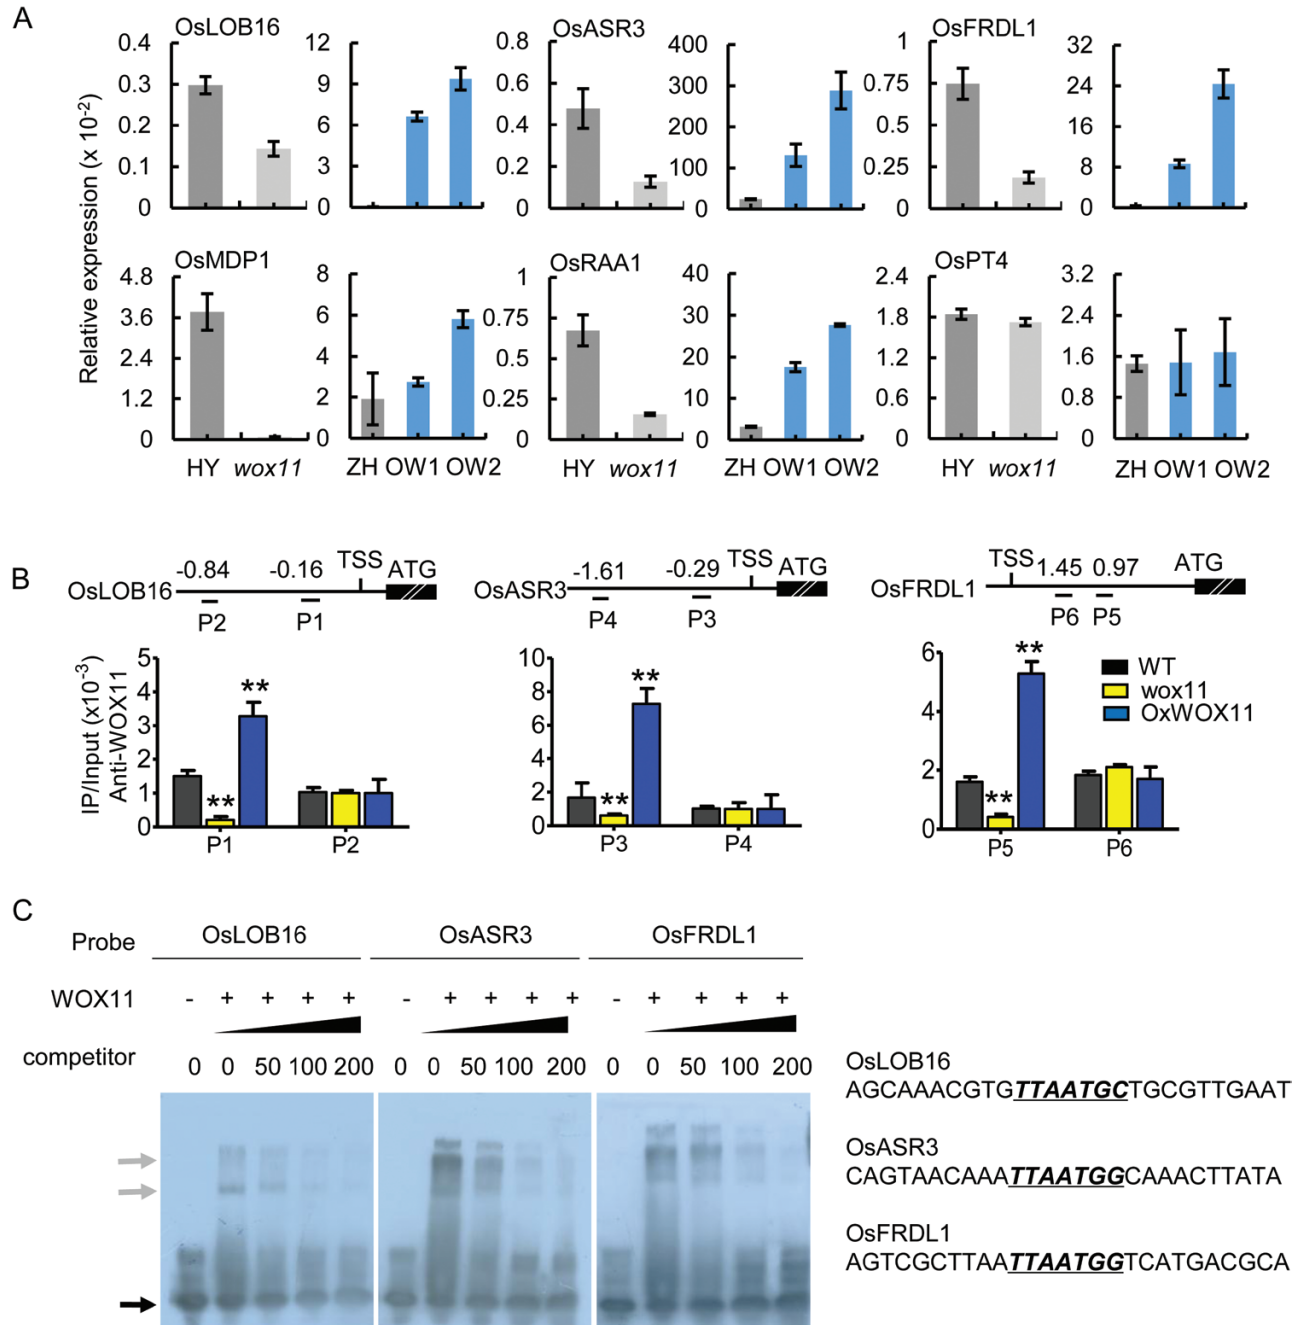 A
OsLOB16
OsASR3
OsFRDL1
Relative expression (x 10-2)
0.4
0.3
0.2
0.1
0
12
9
6
3
0
0.8
0.6
0.4
0.2
0
400
300
200
100
0
1
0.75
0.5
0.25
0
32
24
16
8
0
OsMDP1
OsRAA1
OsPT4
4.8
3.6
2.4
1.2
0
8
6
4
2
0
1
0.75
0.5
0.25
0
40
30
20
10
0
2.4
1.8
1.2
0.6
0
3.2
2.4
1.6
0.8
0
HY wox11
ZH OW1 OW2
HY wox11
ZH OW1 OW2
HY wox11
ZH OW1 OW2
B
OsLOB16
-0.84 -0.16 TSS ATG
P2 P1
OsASR3
-1.61 -0.29 TSS ATG
P4 P3
OsFRDL1
TSS 1.45 0.97 ATG
P6 P5
IP/Input (x10-3)
Anti-WOX11
5
4
3
2
1
0
** **
P1 P2
10
8
6
4
2
0
** **
P3 P4
6
4
2
0
** **
P5 P6
WT
wox11
OxWOX11
C
Probe OsLOB16 OsASR3 OsFRDL1
WOX11 - + + + + - + + + + - + + + +
competitor 0 0 50 100 200 0 0 50 100 200 0 0 50 100 200
OsLOB16
AGCAAACGTGTTAATGCTGCGTTGAAT
OsASR3
CAGTAACAAATTAATGGCAAACTTATA
OsFRDL1
AGTCGCTTAATTAATGGTCATGACGCA